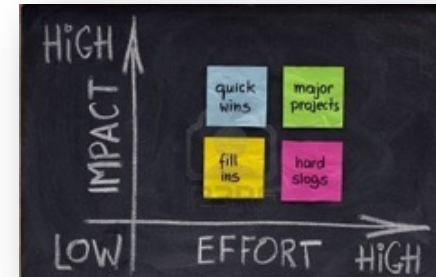 HiGH
IMPACT
quick
wins
major
projects
fill
ins
hard
slogs
LOW
EFFORT
HiGH